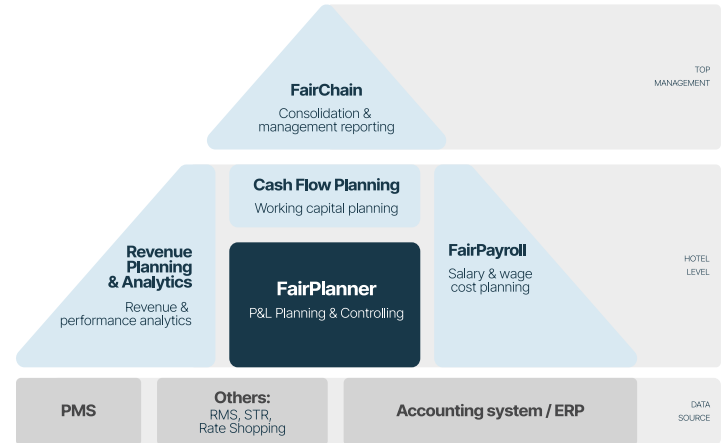 FairChain
Consolidation &
management reporting
TOP
MANAGEMENT
Cash Flow Planning
Working capital planning
Revenue
Planning
& Analytics
Revenue &
performance analytics
FairPlanner
P&L Planning & Controlling
FairPayroll
Salary & wage
cost planning
HOTEL
LEVEL
PMS
Others:
RMS, STR,
Rate Shopping
Accounting system / ERP
DATA
SOURCE